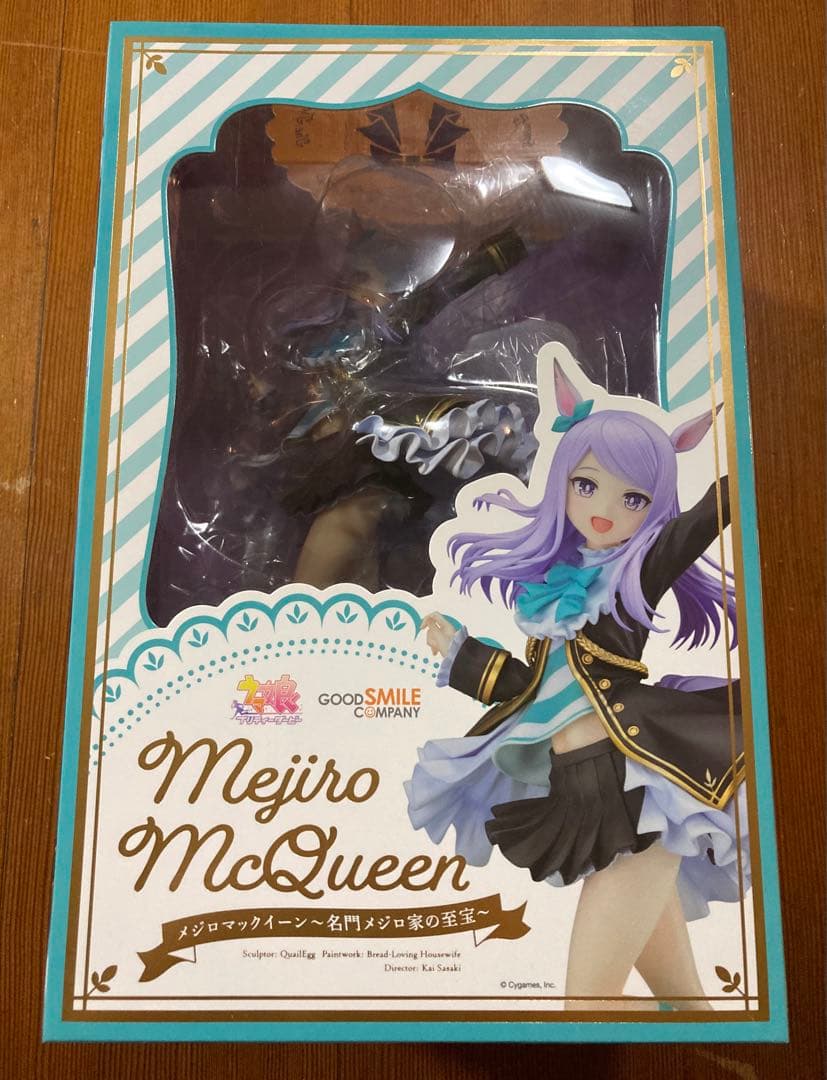 ウマ娘
プリティーダービー
GOOD SMILE
COMPANY
Mejiro
McQueen
メジロマックイーン～名門メジロ家の至宝～
Sculptor: QuailEgg Paintwork: Bread-Loving Housewife
Director: Kai Sasaki
© Cygames, Inc.